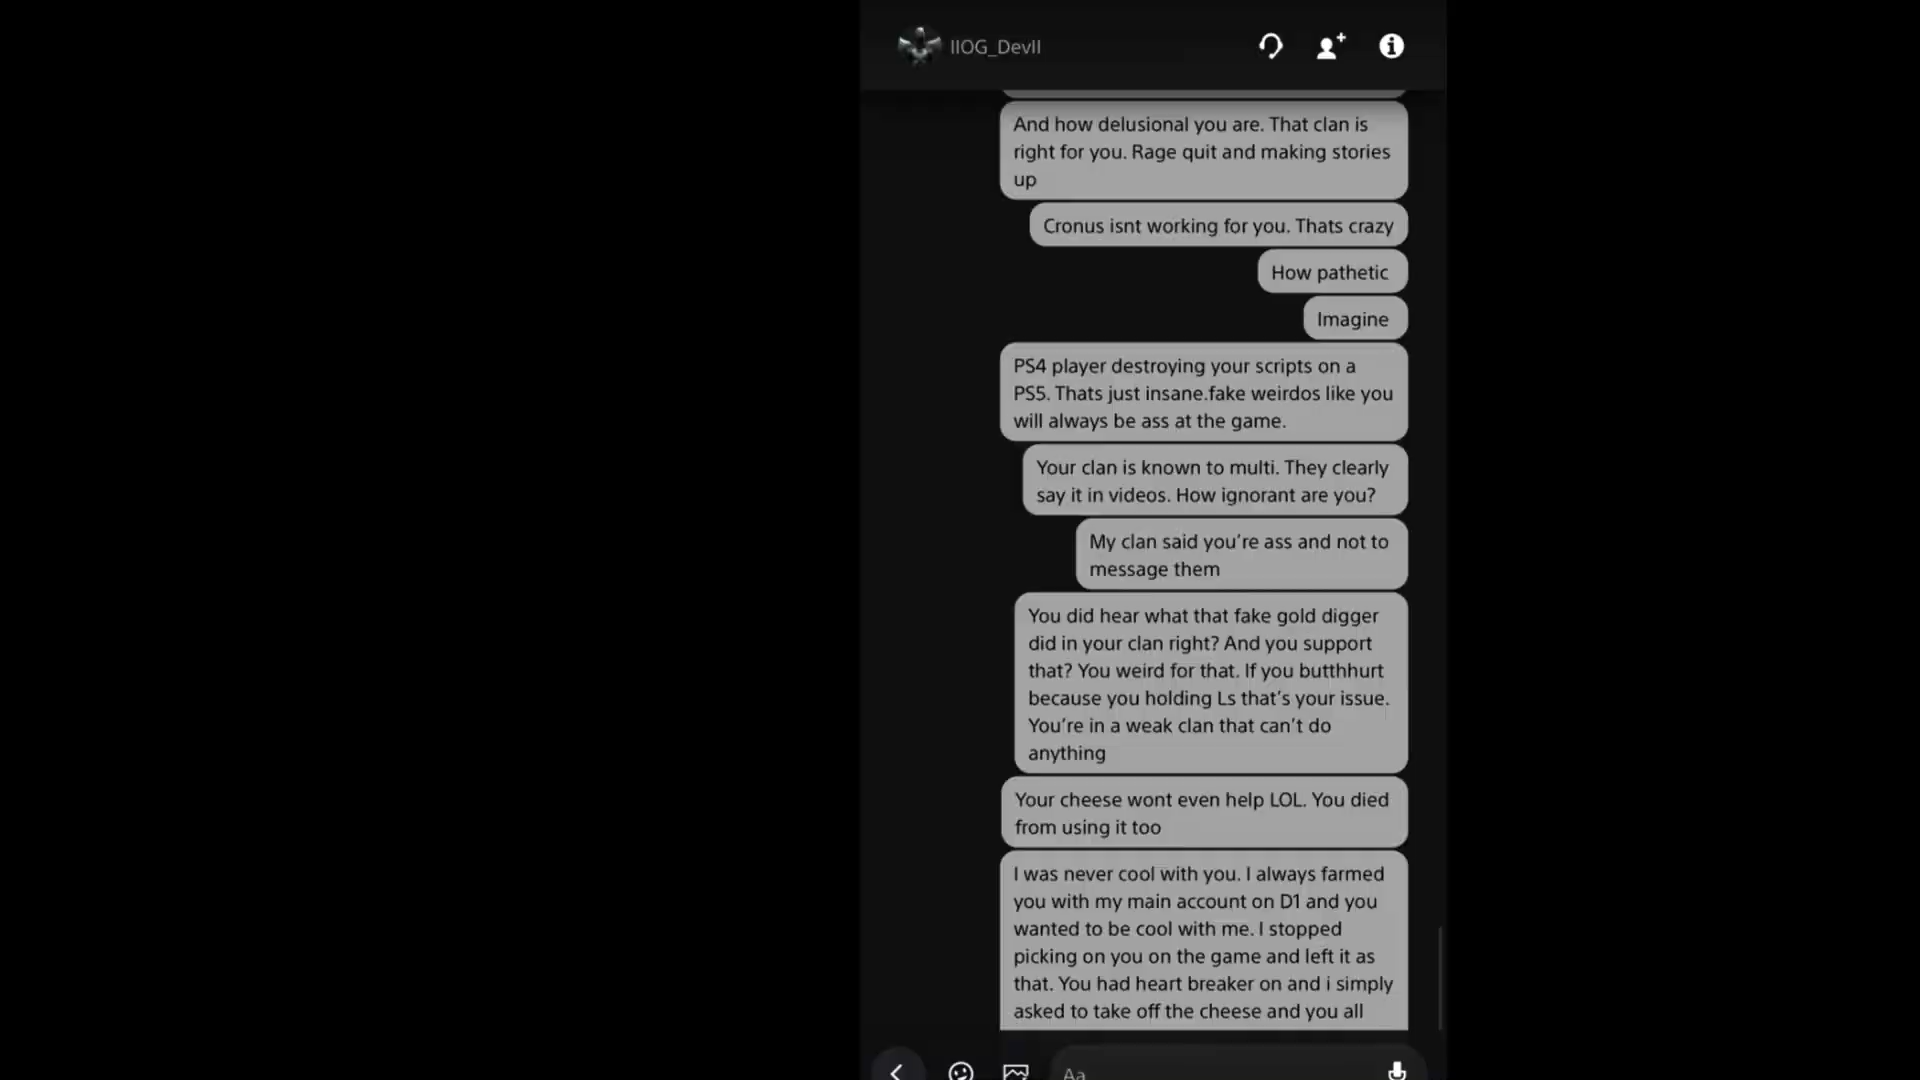 IIOG_DevII
And how delusional you are. That clan is
right for you. Rage quit and making stories
up
Cronus isnt working for you. Thats crazy
How pathetic
Imagine
PS4 player destroying your scripts on a
PS5. Thats just insane.fake weirdos like you
will always be ass at the game.
Your clan is known to multi. They clearly
say it in videos. How ignorant are you?
My clan said you’re ass and not to
message them
You did hear what that fake gold digger
did in your clan right? And you support
that? You weird for that. If you butthhurt
because you holding Ls that’s your issue.
You’re in a weak clan that can’t do
anything
Your cheese wont even help LOL. You died
from using it too
I was never cool with you. I always farmed
you with my main account on D1 and you
wanted to be cool with me. I stopped
picking on you on the game and left it as
that. You had heart breaker on and i simply
asked to take off the cheese and you all
Aa